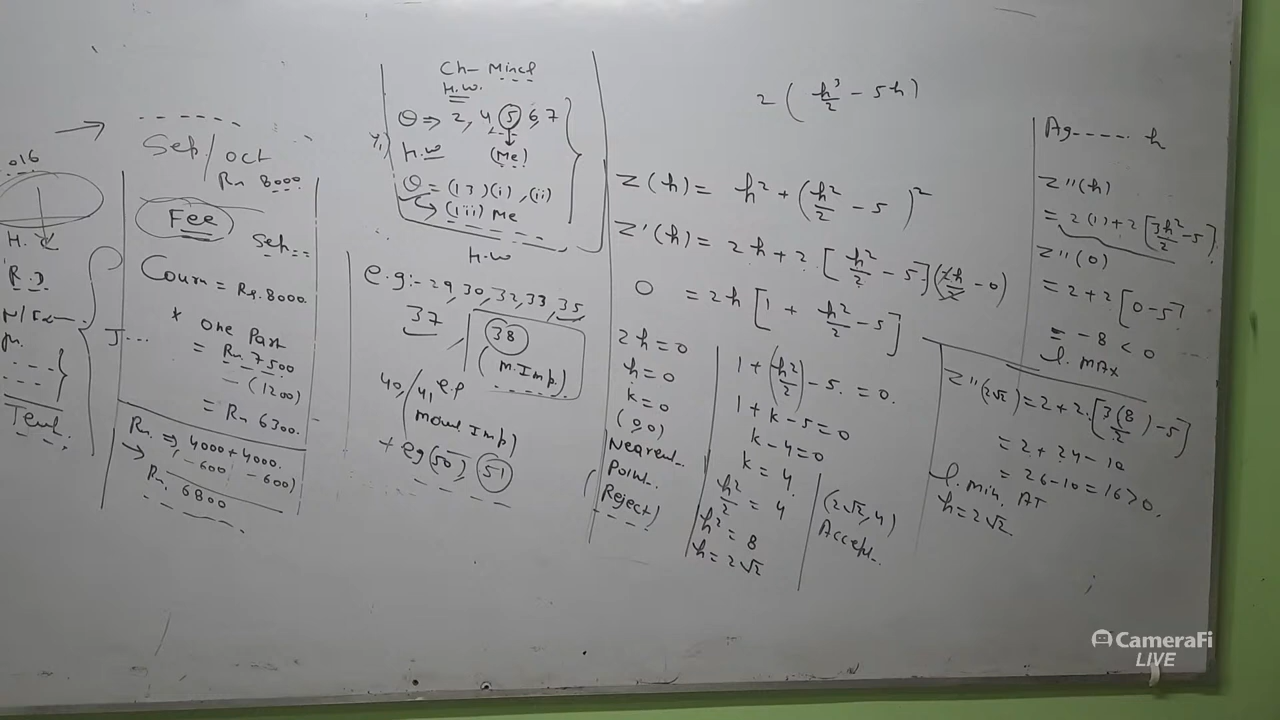 016
H.
R.D
N/Ex
Sep/oct
Rs 8000
Fee
Sep
Course = Rs. 8000
* One Part
= Rs. 7500
- (1200)
= Rs 6300.
Rs. ⇒ 4000 + 4000.
-600 -600)
→ Rs. 6800
J...
Ch- Misc
H.W.
Q ⇒ 2, 4, 5, 6, 7
H.W (Me)
Q = (13)(i), (ii)
→ (iii) Me
H.W
e.g:- 29, 30, 32, 33, 35
37 38
(M. Imp.)
40, 41, e.g
Imp)
+ eg (50), 51
2 ( h³/2 - 5h )
Z(h) = h² + (h²/2 - 5)²
Z'(h) = 2h + 2 [h²/2 - 5] (2h/2 - 0)
0 = 2h [1 + h²/2 - 5]
2h = 0
h = 0
k = 0
(0,0)
Nearest
Point
(Reject)
1 + (h²/2) - 5 = 0.
1 + k - 5 = 0
k - 4 = 0
k = 4.
h²/2 = 4
h² = 8
h = 2√2
(2√2, 4)
Accept.
Ag----- h
Z''(h)
= 2(1) + 2 [3h²/2 - 5].
Z''(0)
= 2 + 2 [0 - 5]
= -8 < 0
l. Max
Z''(2√2) = 2 + 2. [3(8)/2 - 5]
= 2 + 24 - 10
= 26 - 10 = 16 > 0.
l. min. AT
h = 2√2.
CameraFi
LIVE